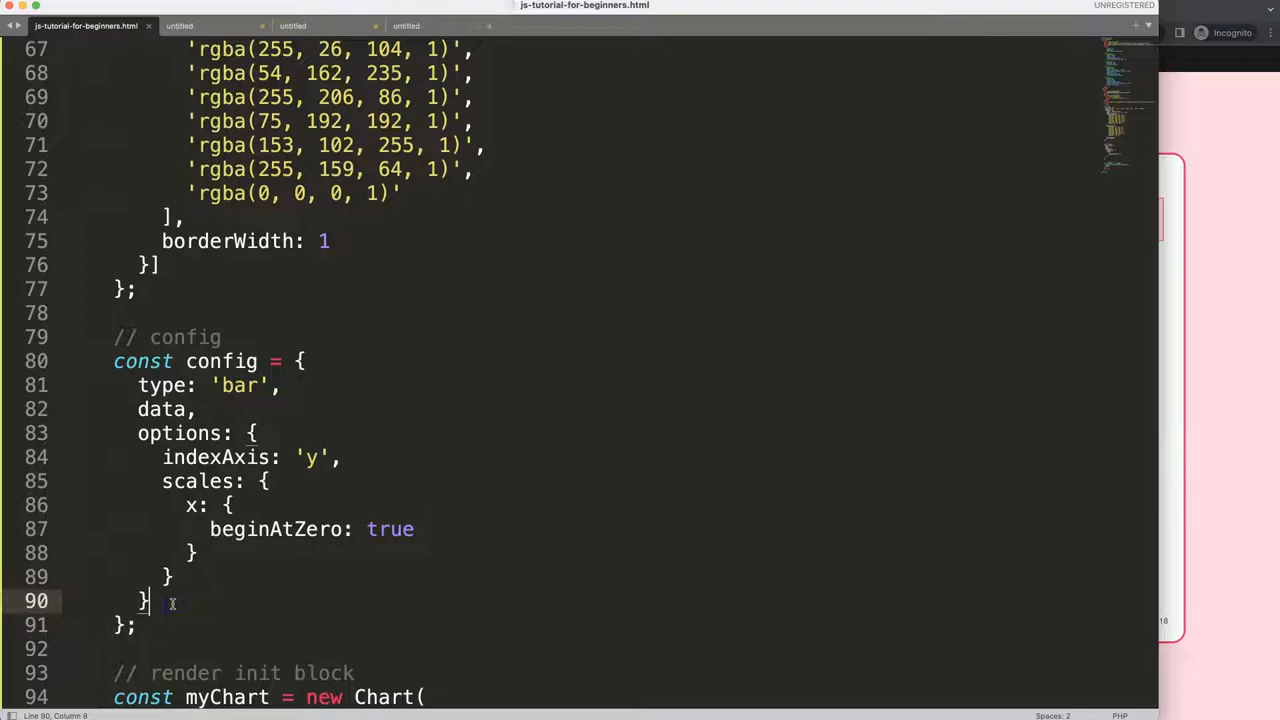 js-tutorial-for-beginners.html
UNREGISTERED
js-tutorial-for-beginners.html × untitled untitled untitled
Incognito
67 'rgba(255, 26, 104, 1)',
68 'rgba(54, 162, 235, 1)',
69 'rgba(255, 206, 86, 1)',
70 'rgba(75, 192, 192, 1)',
71 'rgba(153, 102, 255, 1)',
72 'rgba(255, 159, 64, 1)',
73 'rgba(0, 0, 0, 1)'
74 ],
75 borderWidth: 1
76 }]
77 };
78
79 // config
80 const config = {
81 type: 'bar',
82 data,
83 options: {
84 indexAxis: 'y',
85 scales: {
86 x: {
87 beginAtZero: true
88 }
89 }
90 }
91 };
92
93 // render init block
94 const myChart = new Chart(
18
Line 90, Column 8
Spaces: 2
PHP